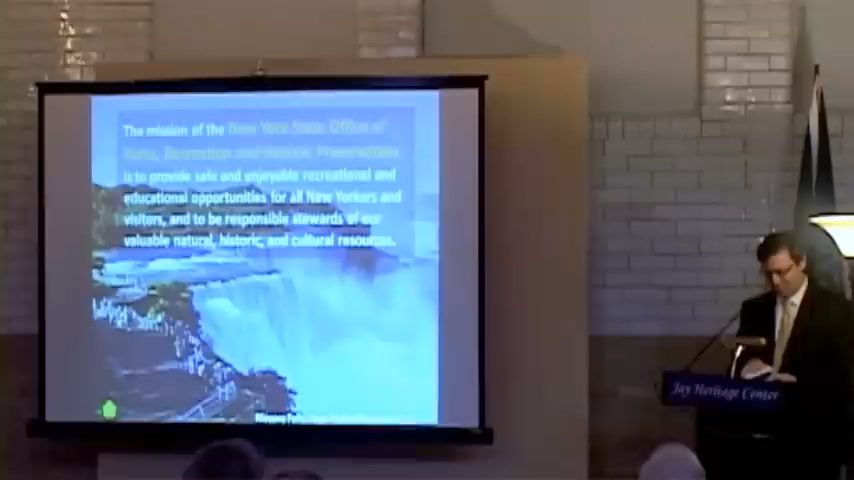 The mission of the New York State Office of
Parks, Recreation and Historic Preservation
is to provide safe and enjoyable recreational and
educational opportunities for all New Yorkers and
visitors, and to be responsible stewards of our
valuable natural, historic, and cultural resources.
Jay Heritage Center